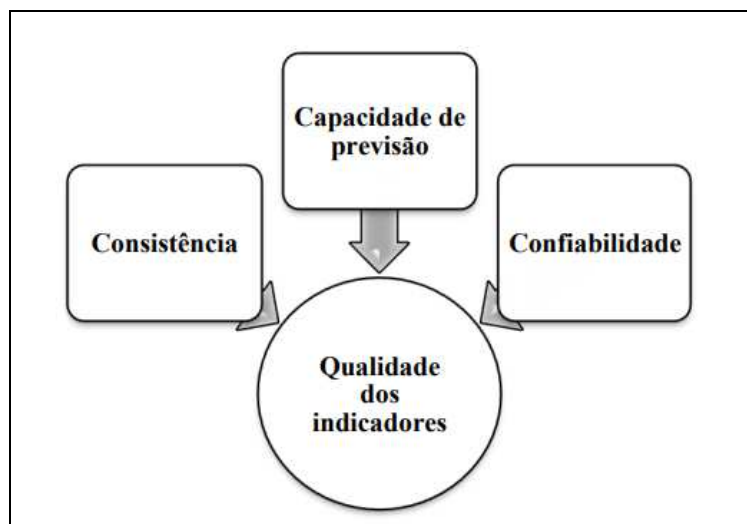 Capacidade de
previsão
Consistência
Confiabilidade
Qualidade
dos
indicadores